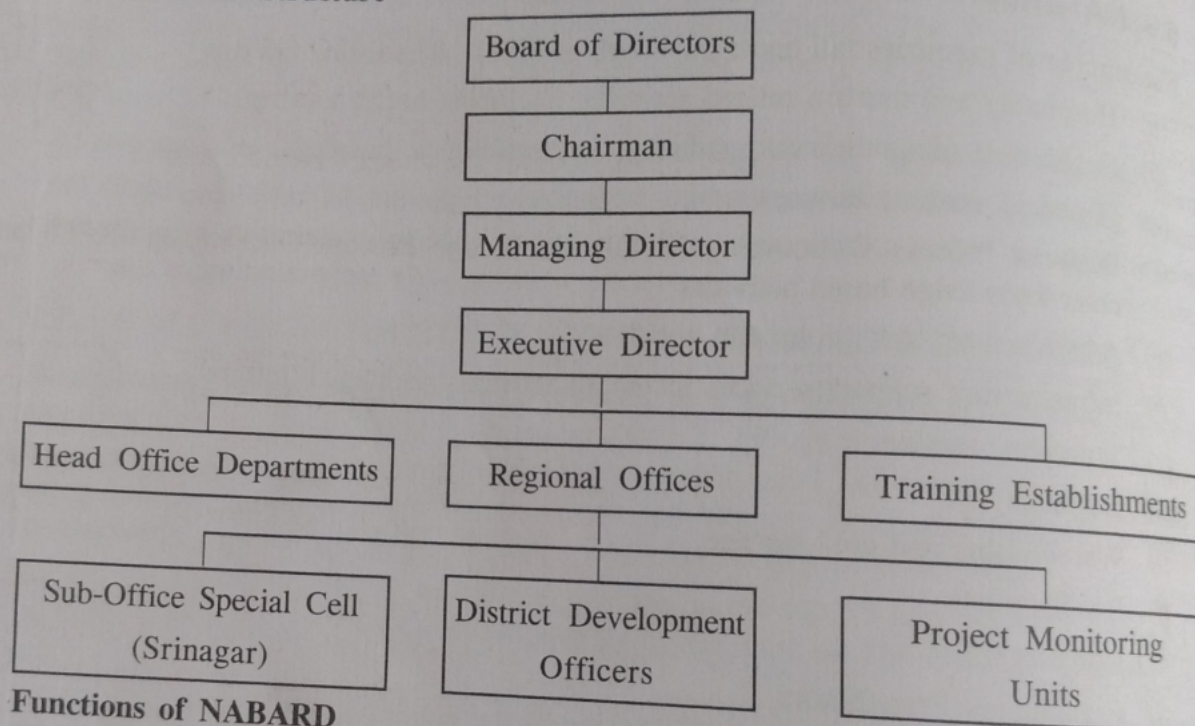 Board of Directors
Chairman
Managing Director
Executive Director
Head Office Departments
Regional Offices
Training Establishments
Sub-Office Special Cell
(Srinagar)
District Development
Officers
Project Monitoring
Units
Functions of NABARD